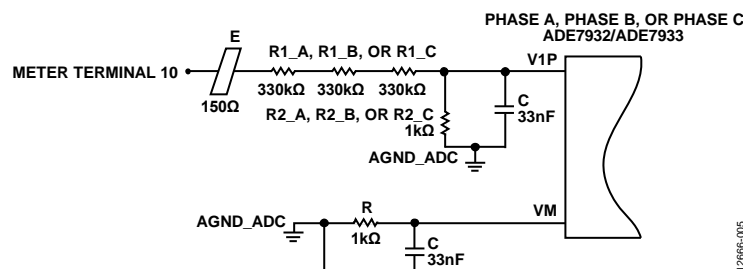 PHASE A, PHASE B, OR PHASE C
ADE7932/ADE7933
E
R1_A, R1_B, OR R1_C
V1P
METER TERMINAL 10
330kΩ 330kΩ 330kΩ
150Ω
R2_A, R2_B, OR R2_C
1kΩ
C
33nF
AGND_ADC
R
VM
AGND_ADC
1kΩ
C
33nF
12666-005